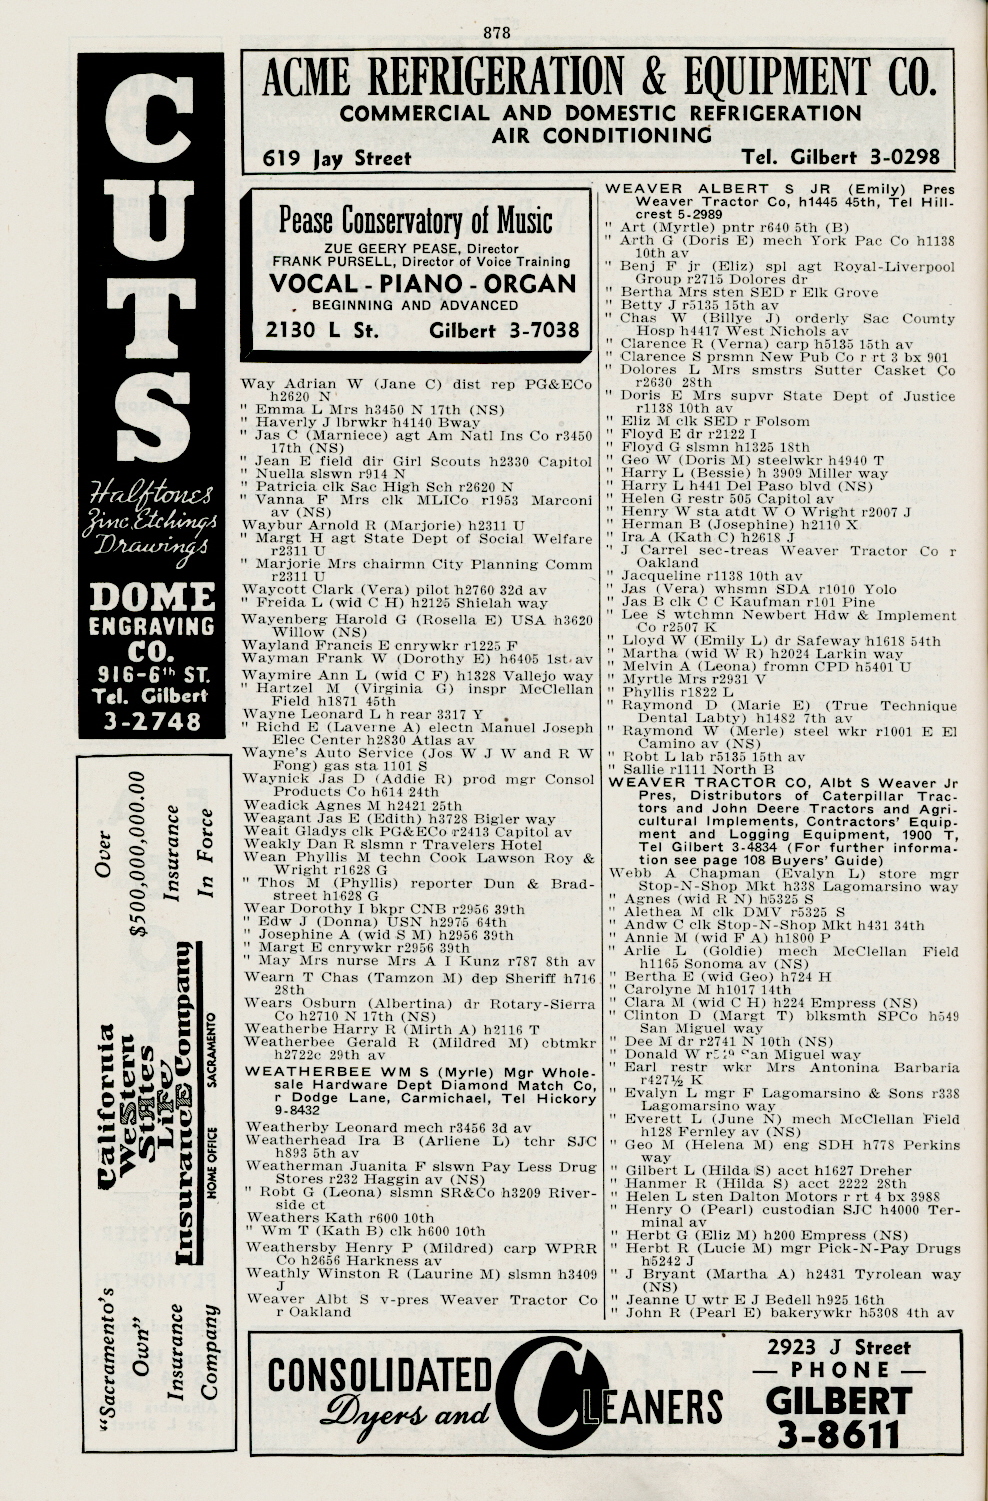 878
CUTS
Halftones
Zinc Etchings
Drawings
DOME
ENGRAVING
CO.
916-6th ST.
Tel. Gilbert
3-2748
"Sacramento's
Own"
Insurance
Company
California
Western
States
Life
Insurance Company
HOME OFFICE SACRAMENTO
Over
$500,000,000.00
Insurance
In Force
ACME REFRIGERATION & EQUIPMENT CO.
COMMERCIAL AND DOMESTIC REFRIGERATION
AIR CONDITIONING
619 Jay Street Tel. Gilbert 3-0298
Pease Conservatory of Music
ZUE GEERY PEASE, Director
FRANK PURSELL, Director of Voice Training
VOCAL - PIANO - ORGAN
BEGINNING AND ADVANCED
2130 L St. Gilbert 3-7038
Way Adrian W (Jane C) dist rep PG&ECo
h2620 N
" Emma L Mrs h3450 N 17th (NS)
" Haverly J lbrwkr h4140 Bway
" Jas C (Marniece) agt Am Natl Ins Co r3450
17th (NS)
" Jean E field dir Girl Scouts h2330 Capitol
" Nuella slswn r914 N
" Patricia clk Sac High Sch r2620 N
" Vanna F Mrs clk MLICo r1953 Marconi
av (NS)
Waybur Arnold R (Marjorie) h2311 U
" Margt H agt State Dept of Social Welfare
r2311 U
" Marjorie Mrs chairmn City Planning Comm
r2311 U
Waycott Clark (Vera) pilot h2760 32d av
" Freida L (wid C H) h2125 Shielah way
Wayenberg Harold G (Rosella E) USA h3620
Willow (NS)
Wayland Francis E cnrywkr r1225 F
Wayman Frank W (Dorothy E) h6405 1st av
Waymire Ann L (wid C F) h1328 Vallejo way
" Hartzel M (Virginia G) inspr McClellan
Field h1871 45th
Wayne Leonard L h rear 3317 Y
" Richd E (Laverne A) electn Manuel Joseph
Elec Center h2830 Atlas av
Wayne's Auto Service (Jos W J W and R W
Fong) gas sta 1101 S
Waynick Jas D (Addie R) prod mgr Consol
Products Co h614 24th
Weadick Agnes M h2421 25th
Weagant Jas E (Edith) h3728 Bigler way
Weait Gladys clk PG&ECo r2413 Capitol av
Weakly Dan R slsmn r Travelers Hotel
Wean Phyllis M techn Cook Lawson Roy &
Wright r1628 G
" Thos M (Phyllis) reporter Dun & Brad-
street h1628 G
Wear Dorothy I bkpr CNB r2956 39th
" Edw J (Donna) USN h2975 64th
" Josephine A (wid S M) h2956 39th
" Margt E cnrywkr r2956 39th
" May Mrs nurse Mrs A I Kunz r787 8th av
Wearn T Chas (Tamzon M) dep Sheriff h716
28th
Wears Osburn (Albertina) dr Rotary-Sierra
Co h2710 N 17th (NS)
Weatherbe Harry R (Mirth A) h2116 T
Weatherbee Gerald R (Mildred M) cbtmkr
h2722c 29th av
WEATHERBEE WM S (Myrle) Mgr Whole-
sale Hardware Dept Diamond Match Co,
r Dodge Lane, Carmichael, Tel Hickory
9-8432
Weatherby Leonard mech r3456 3d av
Weatherhead Ira B (Arliene L) tchr SJC
h893 5th av
Weatherman Juanita F slswn Pay Less Drug
Stores r232 Haggin av (NS)
" Robt G (Leona) slsmn SR&Co h3209 River-
side ct
Weathers Kath r600 10th
" Wm T (Kath B) clk h600 10th
Weathersby Henry P (Mildred) carp WPRR
Co h2656 Harkness av
Weathly Winston R (Laurine M) slsmn h3409
J
Weaver Albt S v-pres Weaver Tractor Co
r Oakland
WEAVER ALBERT S JR (Emily) Pres
Weaver Tractor Co, h1445 45th, Tel Hill-
crest 5-2989
" Art (Myrtle) pntr r640 5th (B)
" Arth G (Doris E) mech York Pac Co h1138
10th av
" Benj F jr (Eliz) spl agt Royal-Liverpool
Group r2715 Dolores dr
" Bertha Mrs sten SED r Elk Grove
" Betty J r5135 15th av
" Chas W (Billye J) orderly Sac County
Hosp h4417 West Nichols av
" Clarence R (Verna) carp h5135 15th av
" Clarence S prsmn New Pub Co r rt 3 bx 901
" Dolores L Mrs smstrs Sutter Casket Co
r2630 28th
" Doris E Mrs supvr State Dept of Justice
r1138 10th av
" Eliz M clk SED r Folsom
" Floyd E dr r2122 I
" Floyd G slsmn h1325 18th
" Geo W (Doris M) steelwkr h4940 T
" Harry L (Bessie) h 3909 Miller way
" Harry L h441 Del Paso blvd (NS)
" Helen G restr 505 Capitol av
" Henry W sta atdt W O Wright r2007 J
" Herman B (Josephine) h2110 X
" Ira A (Kath C) h2618 J
" J Carrel sec-treas Weaver Tractor Co r
Oakland
" Jacqueline r1138 10th av
" Jas (Vera) whsmn SDA r1010 Yolo
" Jas B clk C C Kaufman r101 Pine
" Lee S wtchmn Newbert Hdw & Implement
Co r2507 K
" Lloyd W (Emily L) dr Safeway h1618 54th
" Martha (wid W R) h2024 Larkin way
" Melvin A (Leona) fromn CPD h5401 U
" Myrtle Mrs r2931 V
" Phyllis r1822 L
" Raymond D (Marie E) (True Technique
Dental Labty) h1482 7th av
" Raymond W (Merle) steel wkr r1001 E El
Camino av (NS)
" Robt L lab r5135 15th av
" Sallie r1111 North B
WEAVER TRACTOR CO, Albt S Weaver Jr
Pres, Distributors of Caterpillar Trac-
tors and John Deere Tractors and Agri-
cultural Implements, Contractors' Equip-
ment and Logging Equipment, 1900 T,
Tel Gilbert 3-4834 (For further informa-
tion see page 108 Buyers' Guide)
Webb A Chapman (Evalyn L) store mgr
Stop-N-Shop Mkt h338 Lagomarsino way
" Agnes (wid R N) h5325 S
" Alethea M clk DMV r5325 S
" Andw C clk Stop-N-Shop Mkt h431 34th
" Annie M (wid F A) h1800 P
" Arlie L (Goldie) mech McClellan Field
h1165 Sonoma av (NS)
" Bertha E (wid Geo) h724 H
" Carolyne M h1017 14th
" Clara M (wid C H) h224 Empress (NS)
" Clinton D (Margt T) blksmth SPCo h549
San Miguel way
" Dee M dr r2741 N 10th (NS)
" Donald W San Miguel way
" Earl restr wkr Mrs Antonina Barbaria
r427½ K
" Evalyn L mgr F Lagomarsino & Sons r338
Lagomarsino way
" Everett L (June N) mech McClellan Field
h128 Fernley av (NS)
" Geo M (Helena M) eng SDH h778 Perkins
way
" Gilbert L (Hilda S) acct h1627 Dreher
" Hanmer R (Hilda S) acct 2222 28th
" Helen L sten Dalton Motors r rt 4 bx 3988
" Henry O (Pearl) custodian SJC h4000 Ter-
minal av
" Herbt G (Eliz M) h200 Empress (NS)
" Herbt R (Lucie M) mgr Pick-N-Pay Drugs
h5242 J
" J Bryant (Martha A) h2431 Tyrolean way
(NS)
" Jeanne U wtr E J Bedell h925 16th
" John R (Pearl E) bakerywkr h5308 4th av
CONSOLIDATED
Dyers and CLEANERS
2923 J Street
— PHONE —
GILBERT
3-8611